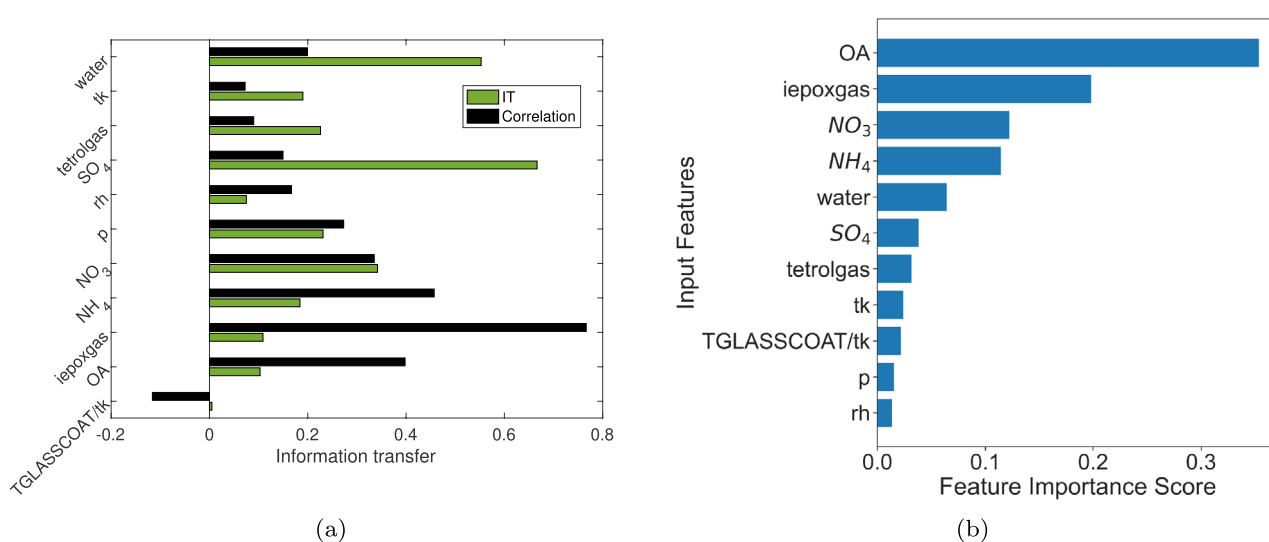 water
tk
tetrolgas
SO4
rh
p
NO3
NH4
iepoxgas
OA
TGLASSCOAT/tk
IT
Correlation
-0.2 0 0.2 0.4 0.6 0.8
Information transfer
(a)
Input Features
OA
iepoxgas
NO3
NH4
water
SO4
tetrolgas
tk
TGLASSCOAT/tk
p
rh
0.0 0.1 0.2 0.3
Feature Importance Score
(b)